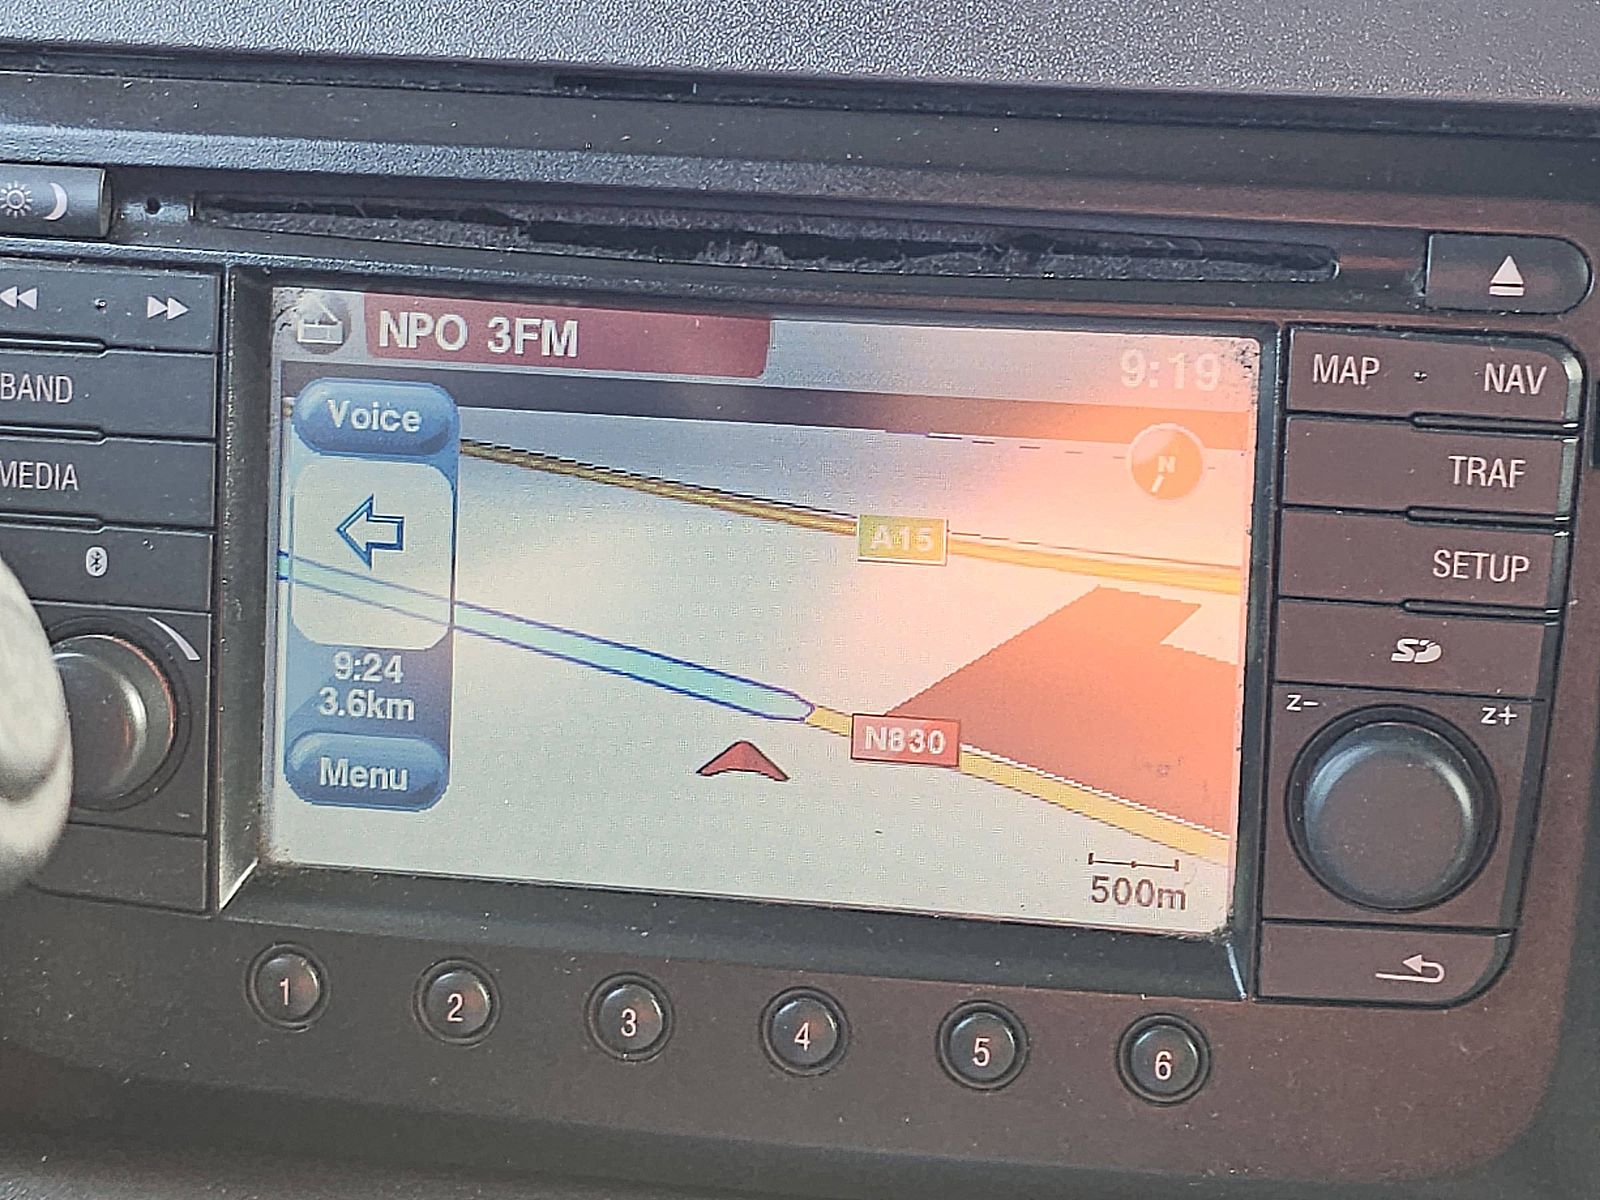 NPO 3FM
9:19
MAP
NAV
BAND
Voice
N
TRAF
MEDIA
A15
SETUP
SD
9:24
3.6km
z-
z+
N830
Menu
500m
1
2
3
4
5
6